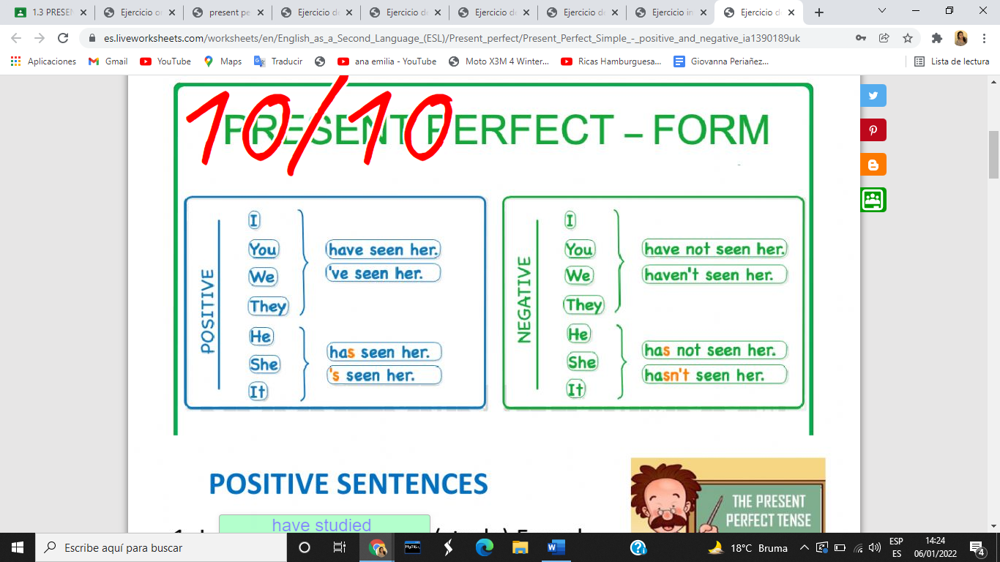 1.3 PRESEN
Ejercicio o
present pe
Ejercicio de
Ejercicio de
Ejercicio de
Ejercicio de
Ejercicio in
Ejercicio d
es.liveworksheets.com/worksheets/en/English_as_a_Second_Language_(ESL)/Present_perfect/Present_Perfect_Simple_-_positive_and_negative_ia1390189uk
Aplicaciones Gmail YouTube Maps Traducir ana emilia - YouTube Moto X3M 4 Winter... Ricas Hamburguesa... Giovanna Periañez... Lista de lectura
10/10
PRESENT PERFECT – FORM
POSITIVE
I
You
We
They
have seen her.
've seen her.
He
She
It
has seen her.
's seen her.
NEGATIVE
I
You
We
They
have not seen her.
haven't seen her.
He
She
It
has not seen her.
hasn't seen her.
POSITIVE SENTENCES
THE PRESENT
PERFECT TENSE
have studied
Escribe aquí para buscar
MySQL
18°C Bruma
ESP
ES
14:24
06/01/2022
4